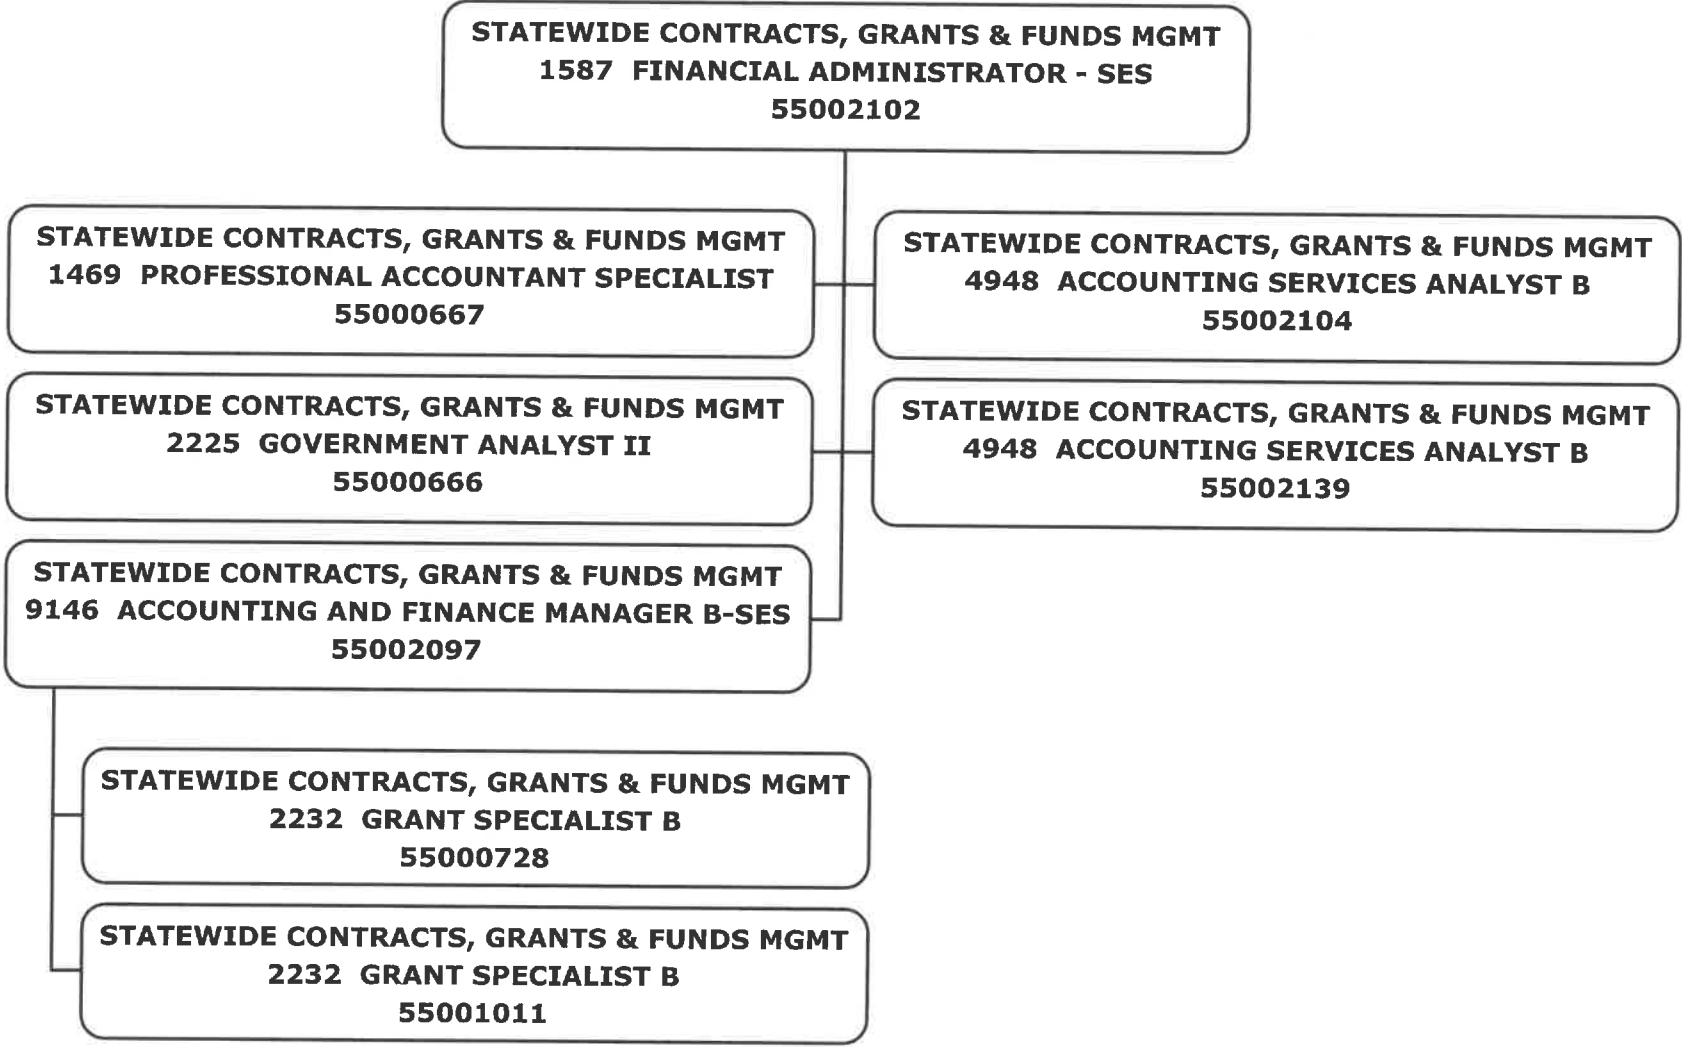 STATEWIDE CONTRACTS, GRANTS & FUNDS MGMT
1587 FINANCIAL ADMINISTRATOR - SES
55002102
STATEWIDE CONTRACTS, GRANTS & FUNDS MGMT
1469 PROFESSIONAL ACCOUNTANT SPECIALIST
55000667
STATEWIDE CONTRACTS, GRANTS & FUNDS MGMT
4948 ACCOUNTING SERVICES ANALYST B
55002104
STATEWIDE CONTRACTS, GRANTS & FUNDS MGMT
2225 GOVERNMENT ANALYST II
55000666
STATEWIDE CONTRACTS, GRANTS & FUNDS MGMT
4948 ACCOUNTING SERVICES ANALYST B
55002139
STATEWIDE CONTRACTS, GRANTS & FUNDS MGMT
9146 ACCOUNTING AND FINANCE MANAGER B-SES
55002097
STATEWIDE CONTRACTS, GRANTS & FUNDS MGMT
2232 GRANT SPECIALIST B
55000728
STATEWIDE CONTRACTS, GRANTS & FUNDS MGMT
2232 GRANT SPECIALIST B
55001011